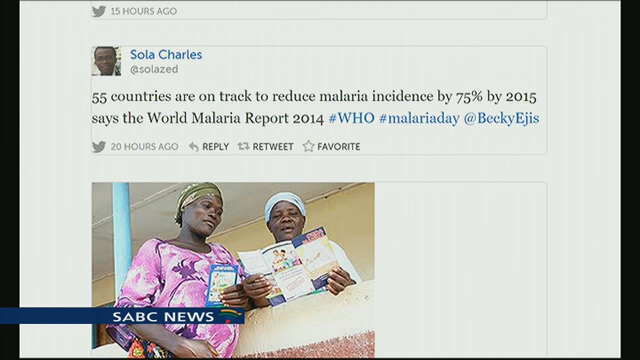 15 HOURS AGO
Sola Charles
@solazed
55 countries are on track to reduce malaria incidence by 75% by 2015
says the World Malaria Report 2014 #WHO #malariaday @BeckyEjis
20 HOURS AGO REPLY RETWEET FAVORITE
SABC NEWS